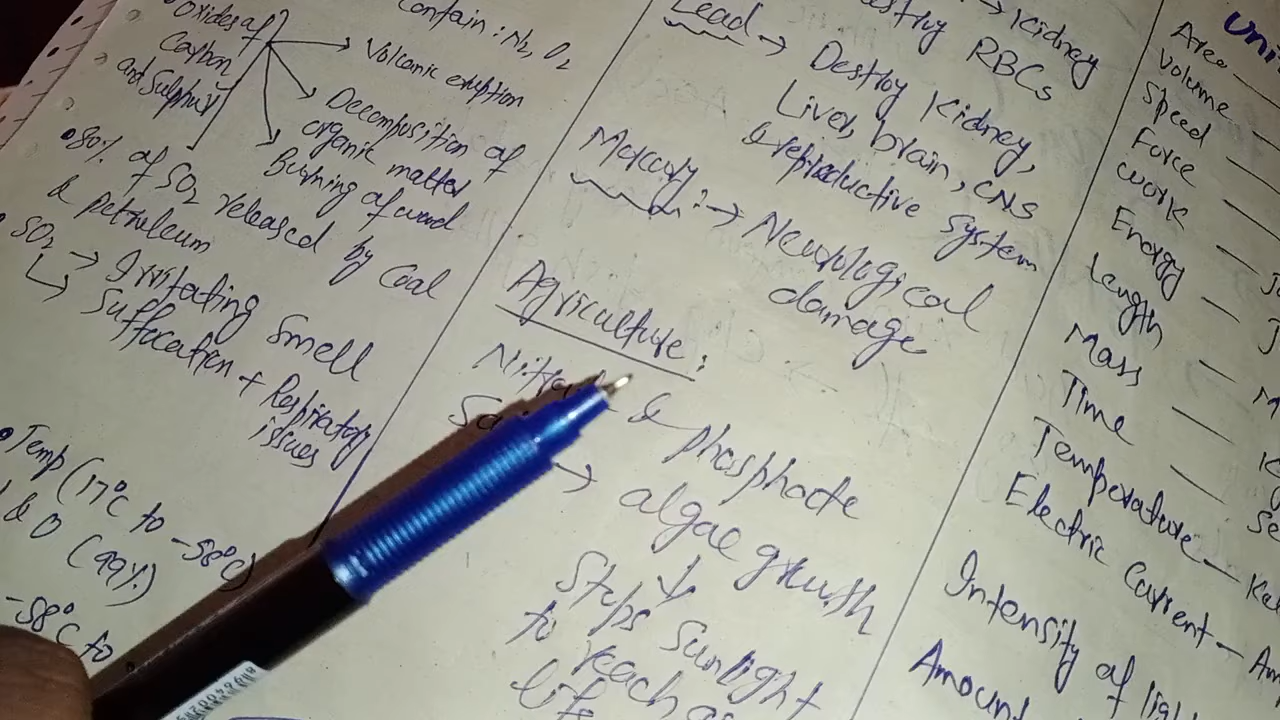 Contain : N2, O2
Oxides of
Carbon
and Sulphur
Volcanic eruption
Decomposition of
organic matter
Burning of wood
• 80% of SO2 released by coal
& petroleum
• SO2 → Irritating smell
Suffocation + Respiratory
issues
• Temp (17°C to -58°C)
& O (99%)
-58°C to
→ Kidney
RBCs
Lead → Destroy Kidney,
Liver, brain, CNS
& reproductive system
Mercury : → Neurological
damage
Agriculture :
& phosphate
→ algae growth
Stops Sunlight
to reach
life
Area
Volume
Speed
Force
Work
Energy
Length
Mass
Time
Temperature —
Electric Current —
Intensity of
Amount